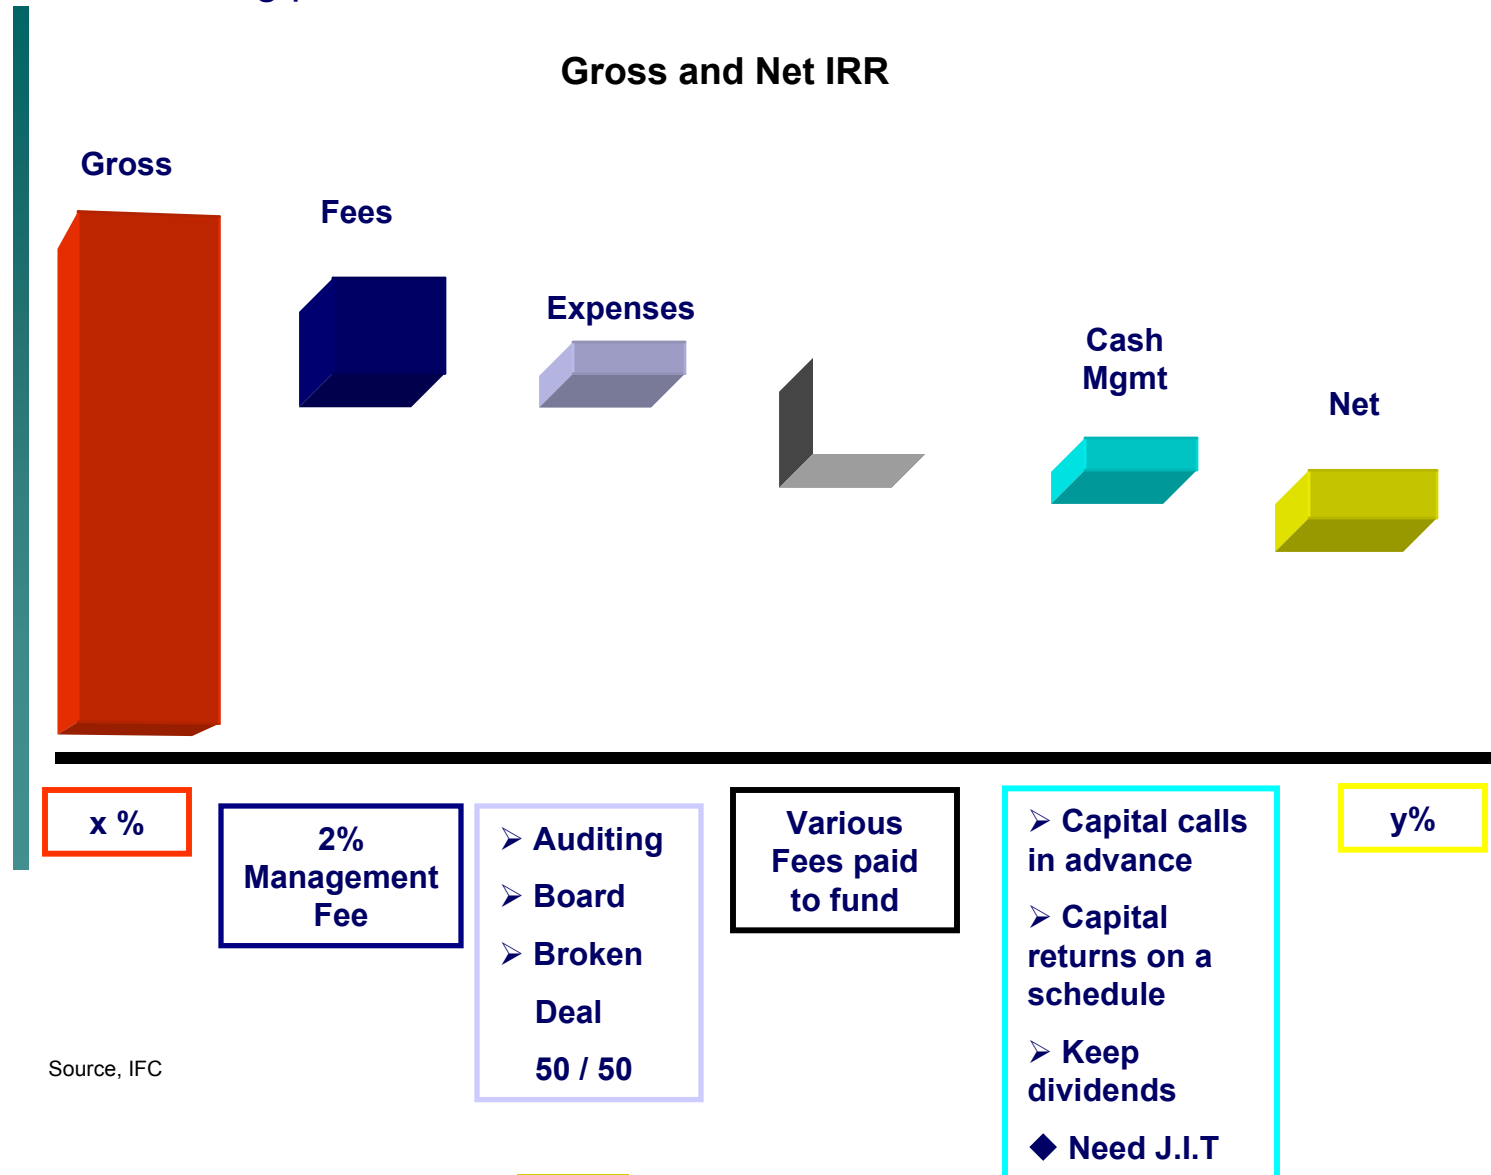 Gross and Net IRR
Gross
Fees
Expenses
Cash
Mgmt
Net
x %
2%
Management
Fee
➢ Auditing
➢ Board
➢ Broken
Deal
50 / 50
Various
Fees paid
to fund
➢ Capital calls
in advance
➢ Capital
returns on a
schedule
➢ Keep
dividends
◆ Need J.I.T
y%
Source, IFC